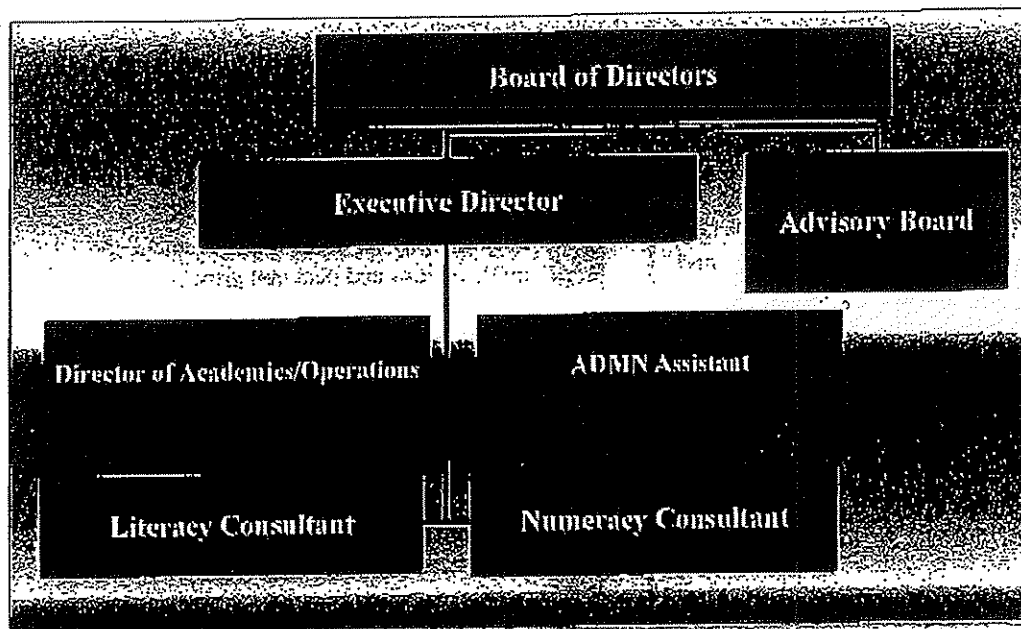 Board of Directors
Executive Director
Advisory Board
Director of Academics/Operations
ADMN Assistant
Literacy Consultant
Numeracy Consultant